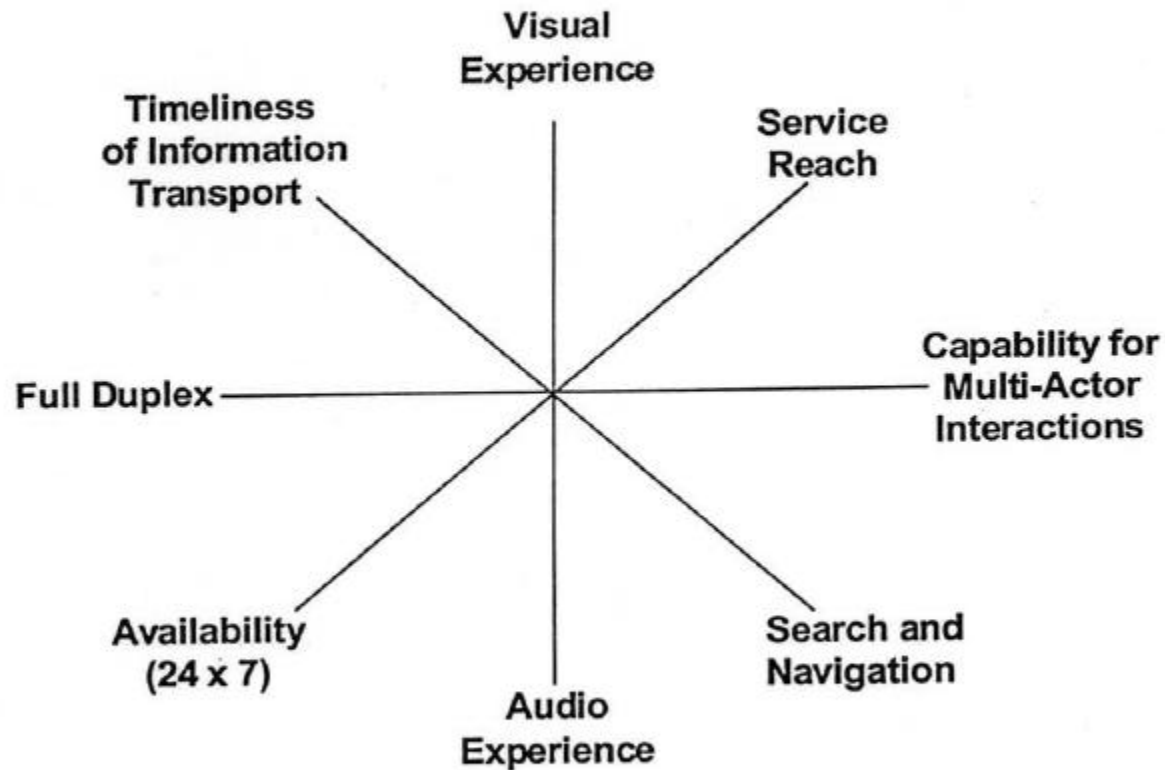 Visual
Experience
Timeliness
of Information
Transport
Service
Reach
Full Duplex
Capability for
Multi-Actor
Interactions
Availability
(24 x 7)
Search and
Navigation
Audio
Experience